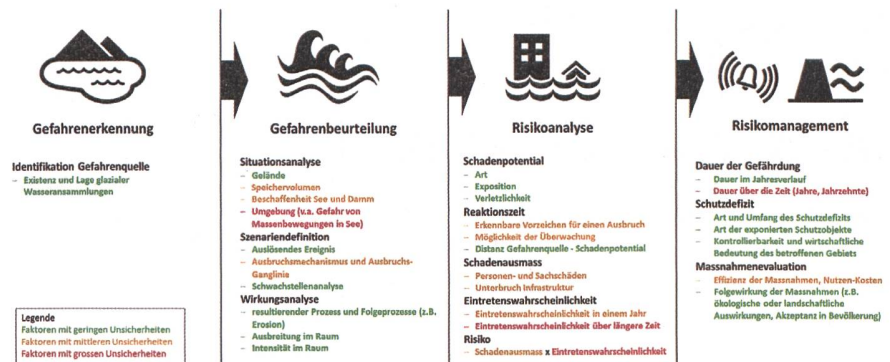 Gefahrenerkennung
Identifikation Gefahrenquelle
– Existenz und Lage glazialer
Wasseransammlungen
Legende
Faktoren mit geringen Unsicherheiten
Faktoren mit mittleren Unsicherheiten
Faktoren mit grossen Unsicherheiten
Gefahrenbeurteilung
Situationsanalyse
– Gelände
– Speichervolumen
– Beschaffenheit See und Damm
– Umgebung (v.a. Gefahr von
Massenbewegungen in See)
Szenariendefinition
– Auslösendes Ereignis
– Ausbruchsmechanismus und Ausbruchs-
Ganglinie
– Schwachstellenanalyse
Wirkungsanalyse
– resultierender Prozess und Folgeprozesse (z.B.
Erosion)
– Ausbreitung im Raum
– Intensität im Raum
Risikoanalyse
Schadenpotential
– Art
– Exposition
– Verletzlichkeit
Reaktionszeit
– Erkennbare Vorzeichen für einen Ausbruch
– Möglichkeit der Überwachung
– Distanz Gefahrenquelle - Schadenpotential
Schadenausmass
– Personen- und Sachschäden
– Unterbruch Infrastruktur
Eintretenswahrscheinlichkeit
– Eintretenswahrscheinlichkeit in einem Jahr
– Eintretenswahrscheinlichkeit über längere Zeit
Risiko
– Schadenausmass x Eintretenswahrscheinlichkeit
Risikomanagement
Dauer der Gefährdung
– Dauer im Jahresverlauf
– Dauer über die Zeit (Jahre, Jahrzehnte)
Schutzdefizit
– Art und Umfang des Schutzdefizits
– Art der exponierten Schutzobjekte
– Kontrollierbarkeit und wirtschaftliche
Bedeutung des betroffenen Gebiets
Massnahmenevaluation
– Effizienz der Massnahmen, Nutzen-Kosten
– Folgewirkung der Massnahmen (z.B.
ökologische oder landschaftliche
Auswirkungen, Akzeptanz in Bevölkerung)